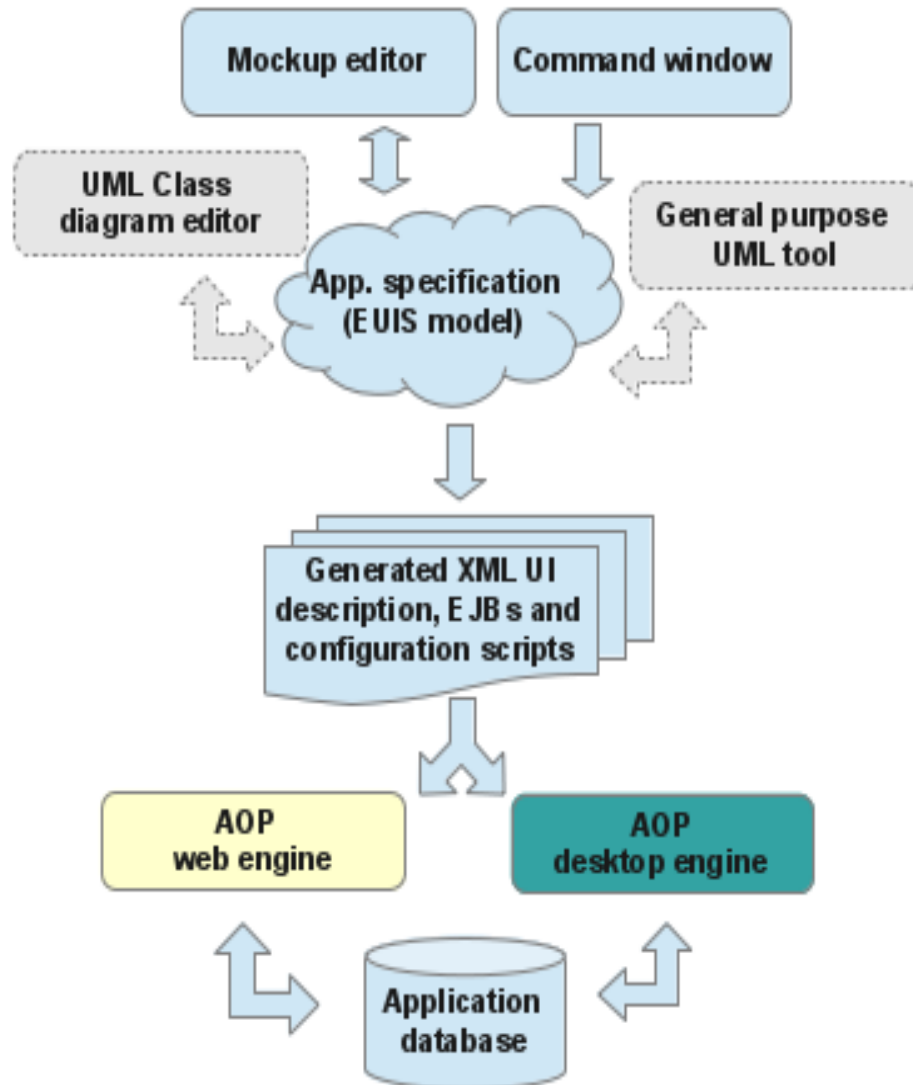 Mockup editor
Command window
UML Class
diagram editor
General purpose
UML tool
App. specification
(EUIS model)
Generated XML UI
description, EJBs and
configuration scripts
AOP
web engine
AOP
desktop engine
Application
database